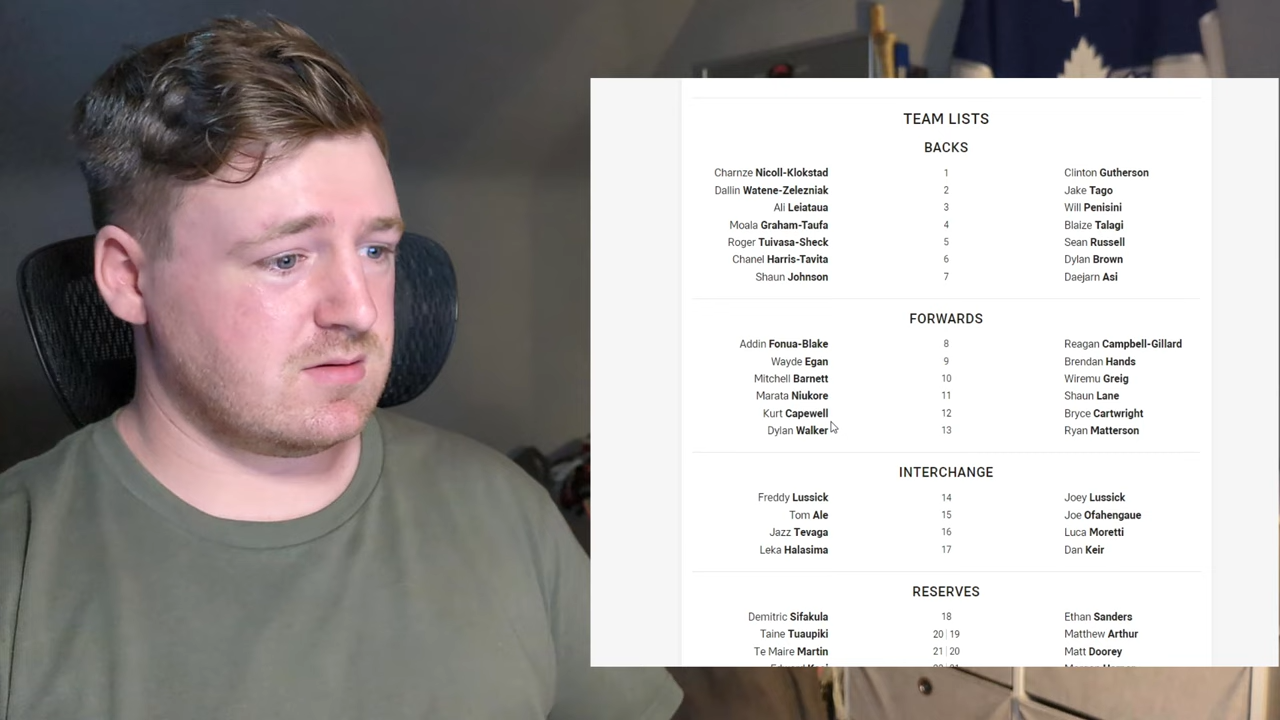 TEAM LISTS
BACKS
Charnze Nicoll-Klokstad 1 Clinton Gutherson
Dallin Watene-Zelezniak 2 Jake Tago
Ali Leiataua 3 Will Penisini
Moala Graham-Taufa 4 Blaize Talagi
Roger Tuivasa-Sheck 5 Sean Russell
Chanel Harris-Tavita 6 Dylan Brown
Shaun Johnson 7 Daejarn Asi
FORWARDS
Addin Fonua-Blake 8 Reagan Campbell-Gillard
Wayde Egan 9 Brendan Hands
Mitchell Barnett 10 Wiremu Greig
Marata Niukore 11 Shaun Lane
Kurt Capewell 12 Bryce Cartwright
Dylan Walker 13 Ryan Matterson
INTERCHANGE
Freddy Lussick 14 Joey Lussick
Tom Ale 15 Joe Ofahengaue
Jazz Tevaga 16 Luca Moretti
Leka Halasima 17 Dan Keir
RESERVES
Demitric Sifakula 18 Ethan Sanders
Taine Tuaupiki 20 | 19 Matthew Arthur
Te Maire Martin 21 | 20 Matt Doorey